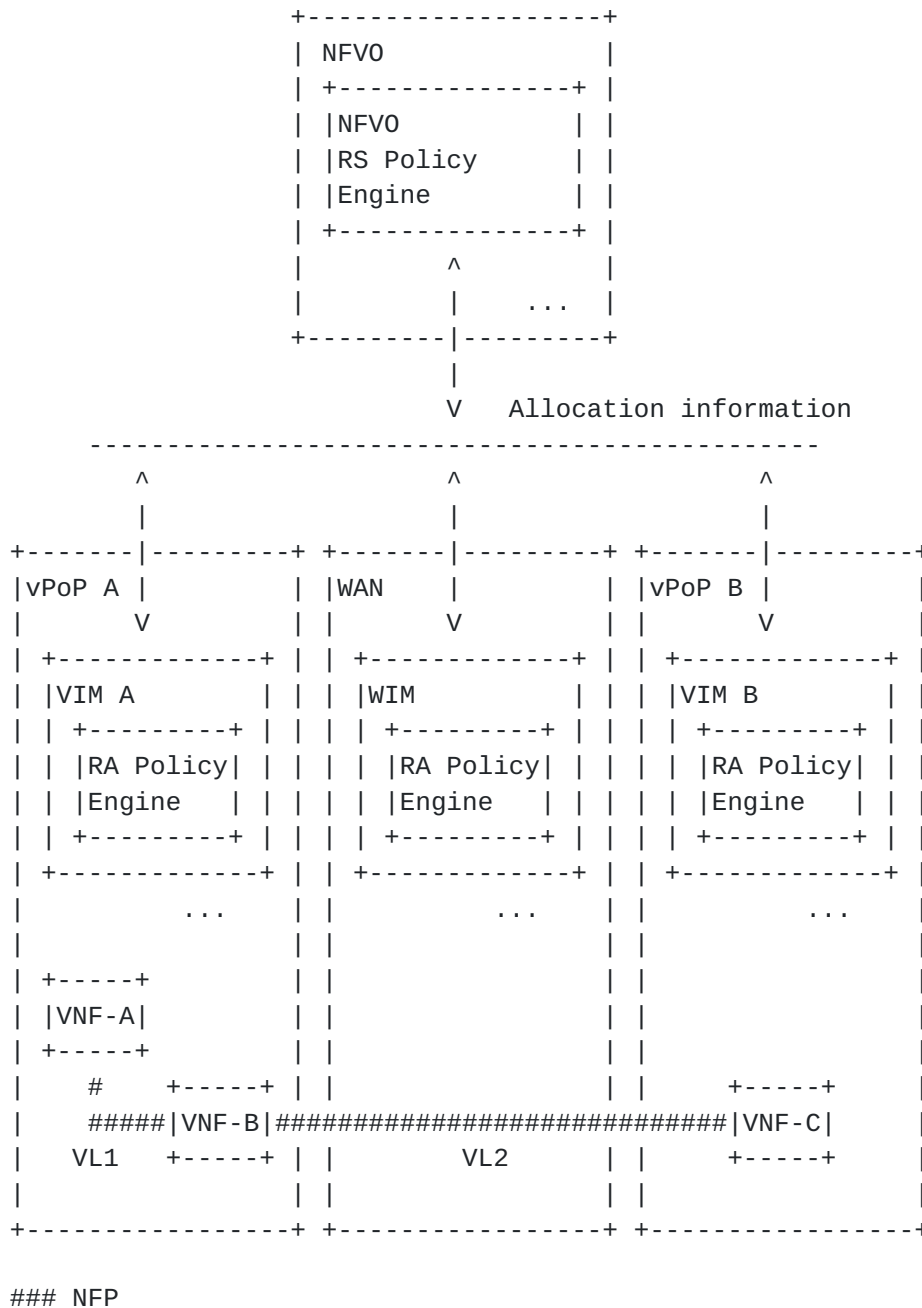 NFVO
NFVO
RS Policy
Engine
...
Allocation information
vPoP A WAN vPoP B
VIM A WIM VIM B
RA Policy RA Policy RA Policy
Engine Engine Engine
... ... ...
VNF-A
#
#####VNF-B##############################VNF-C
VL1 VL2
### NFP